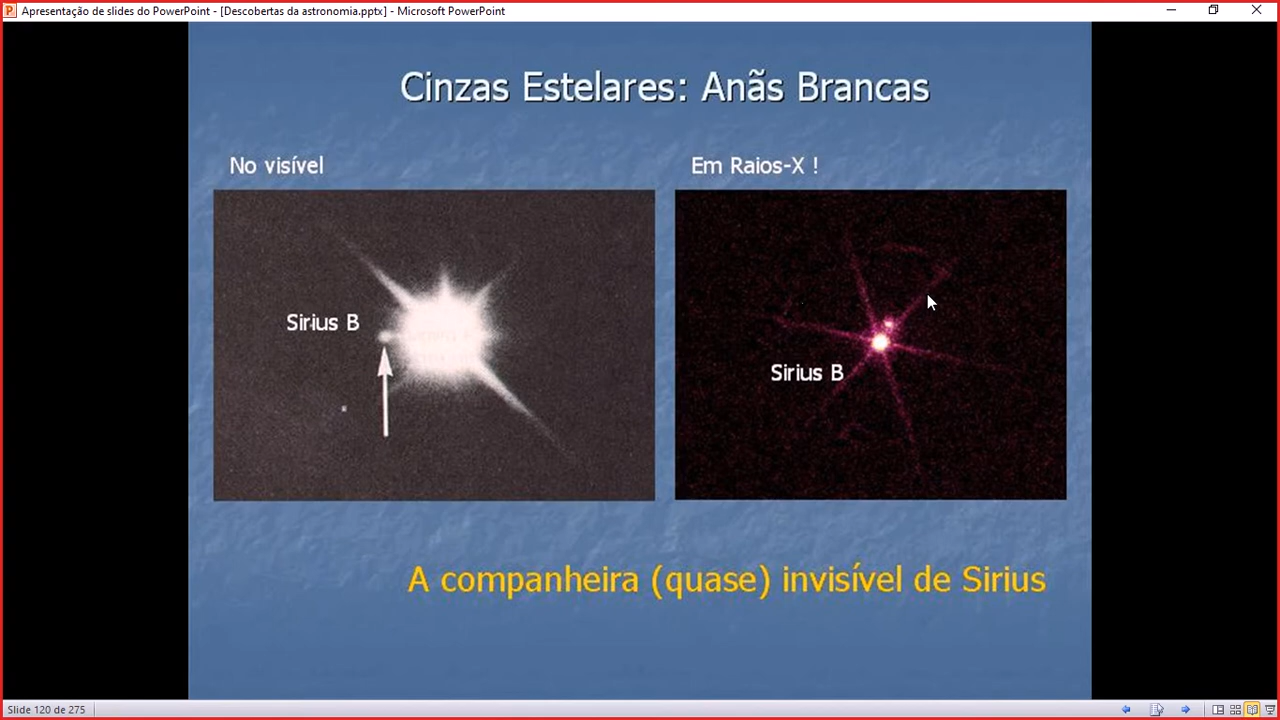 Apresentação de slides do PowerPoint - [Descobertas da astronomia.pptx] - Microsoft PowerPoint
Cinzas Estelares: Anãs Brancas
No visível
Em Raios-X !
Sirius B
Sirius B
A companheira (quase) invisível de Sirius
Slide 120 de 275